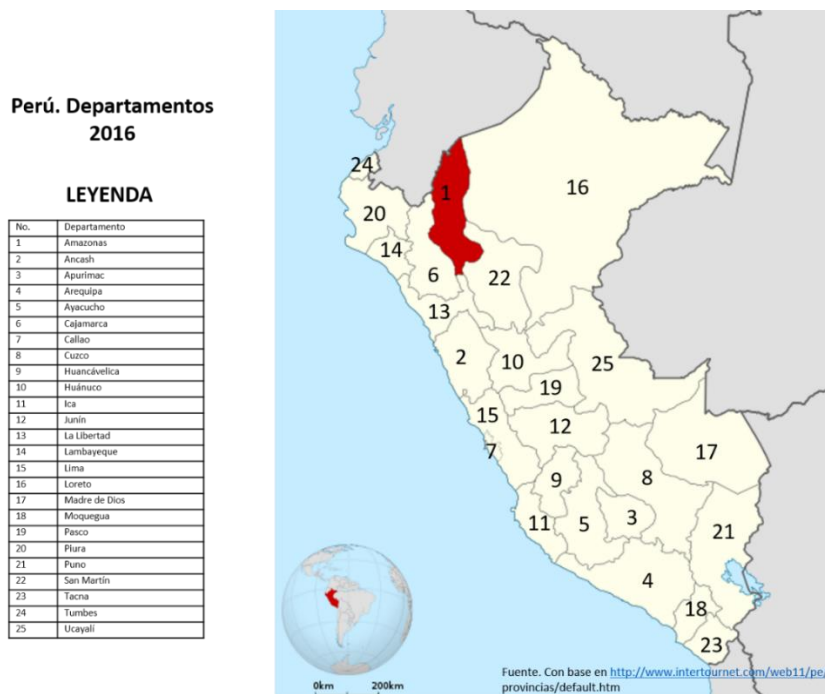 Perú. Departamentos
2016
LEYENDA
No. Departamento
1 Amazonas
2 Ancash
3 Apurimac
4 Arequipa
5 Ayacucho
6 Cajamarca
7 Callao
8 Cuzco
9 Huancávelica
10 Huánuco
11 Ica
12 Junín
13 La Libertad
14 Lambayeque
15 Lima
16 Loreto
17 Madre de Dios
18 Moquegua
19 Pasco
20 Piura
21 Puno
22 San Martín
23 Tacna
24 Tumbes
25 Ucayali
24
1
16
20
14
6
22
13
2
10
25
19
15
12
7
17
9
8
11
5
3
21
4
18
23
0km 200km
Fuente. Con base en http://www.intertournet.com/web11/pe/
provincias/default.htm